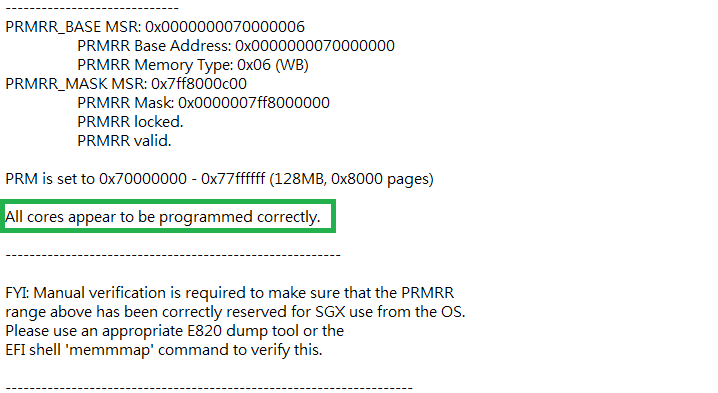 -----------------------------
PRMRR_BASE MSR: 0x0000000070000006
PRMRR Base Address: 0x0000000070000000
PRMRR Memory Type: 0x06 (WB)
PRMRR_MASK MSR: 0x7ff8000c00
PRMRR Mask: 0x0000007ff8000000
PRMRR locked.
PRMRR valid.
PRM is set to 0x70000000 - 0x77ffffff (128MB, 0x8000 pages)
All cores appear to be programmed correctly.
--------------------------------------------------------
FYI: Manual verification is required to make sure that the PRMRR
range above has been correctly reserved for SGX use from the OS.
Please use an appropriate E820 dump tool or the
EFI shell 'memmmap' command to verify this.
--------------------------------------------------------------------